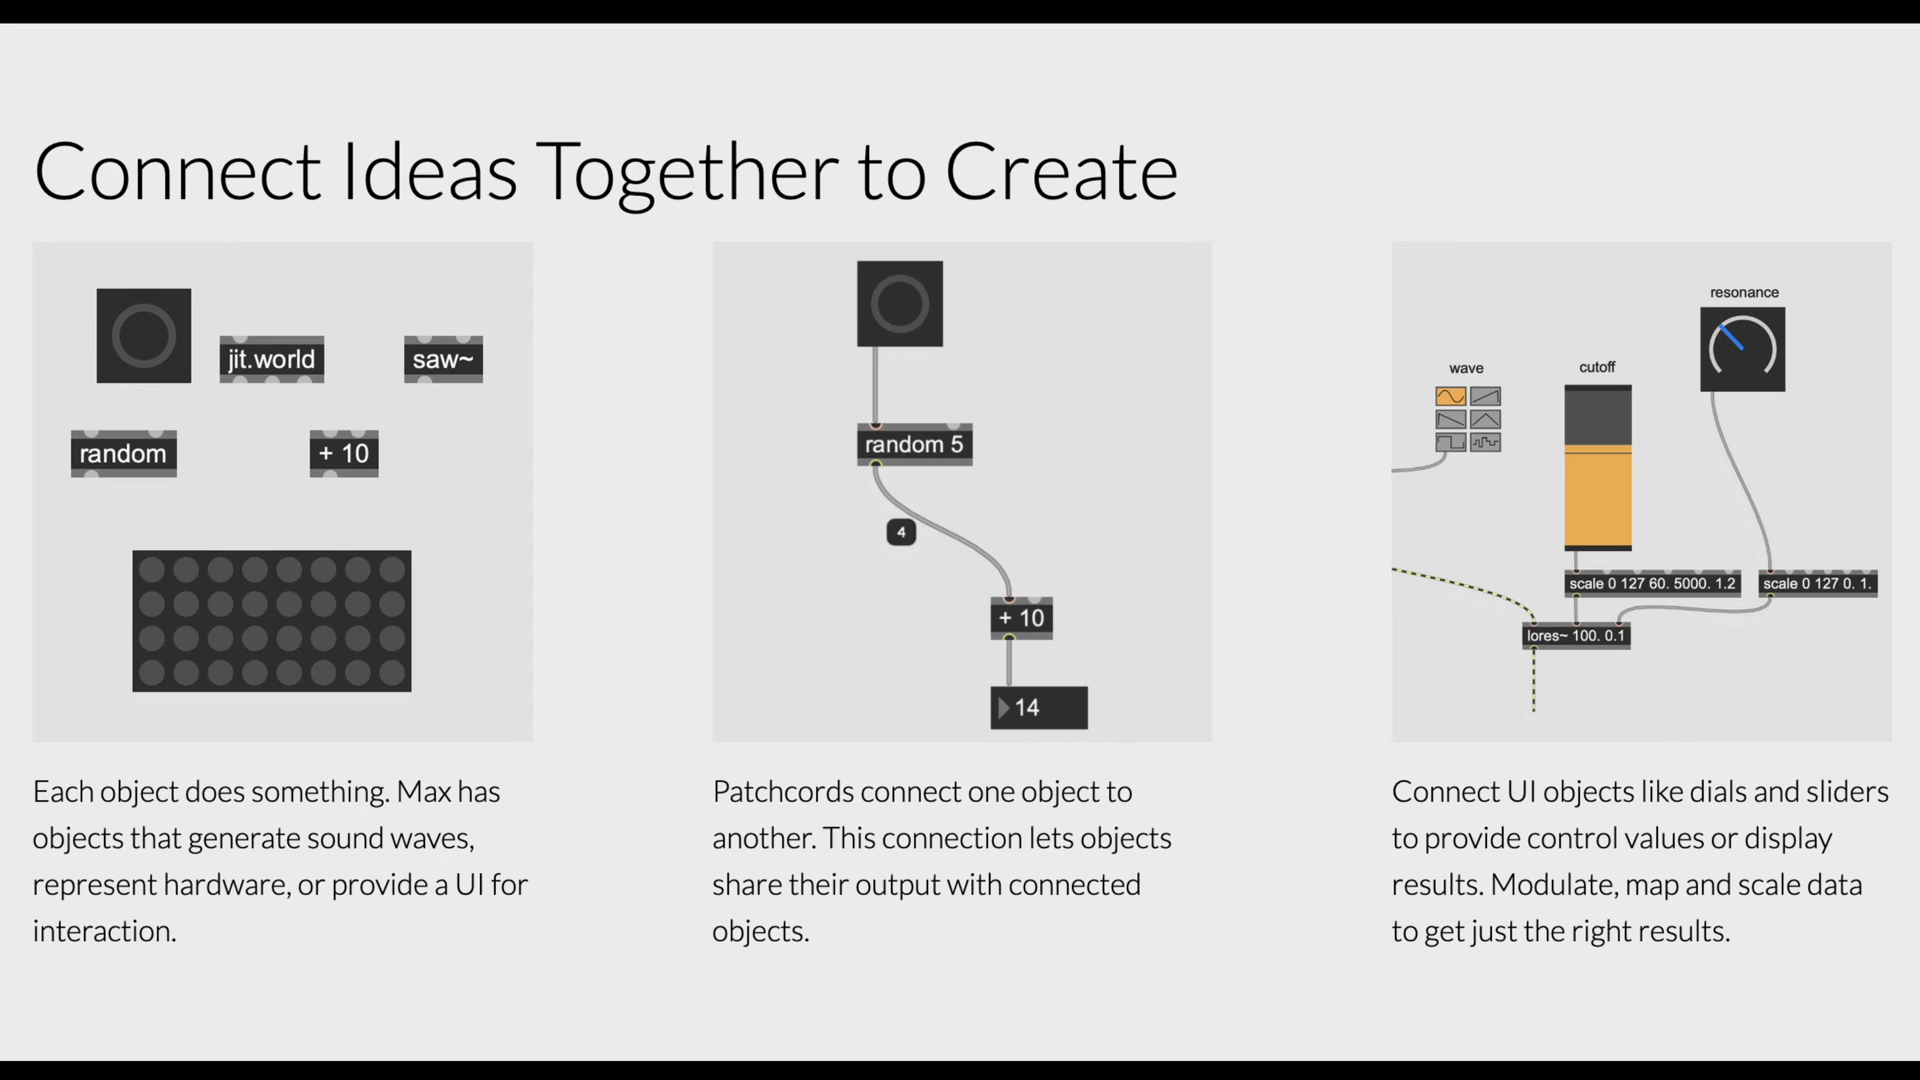 Connect Ideas Together to Create
jit.world
saw~
random
+ 10
Each object does something. Max has
objects that generate sound waves,
represent hardware, or provide a UI for
interaction.
random 5
4
+ 10
14
Patchcords connect one object to
another. This connection lets objects
share their output with connected
objects.
resonance
wave
cutoff
scale 0 127 60. 5000. 1.2
scale 0 127 0. 1.
lores~ 100. 0.1
Connect UI objects like dials and sliders
to provide control values or display
results. Modulate, map and scale data
to get just the right results.